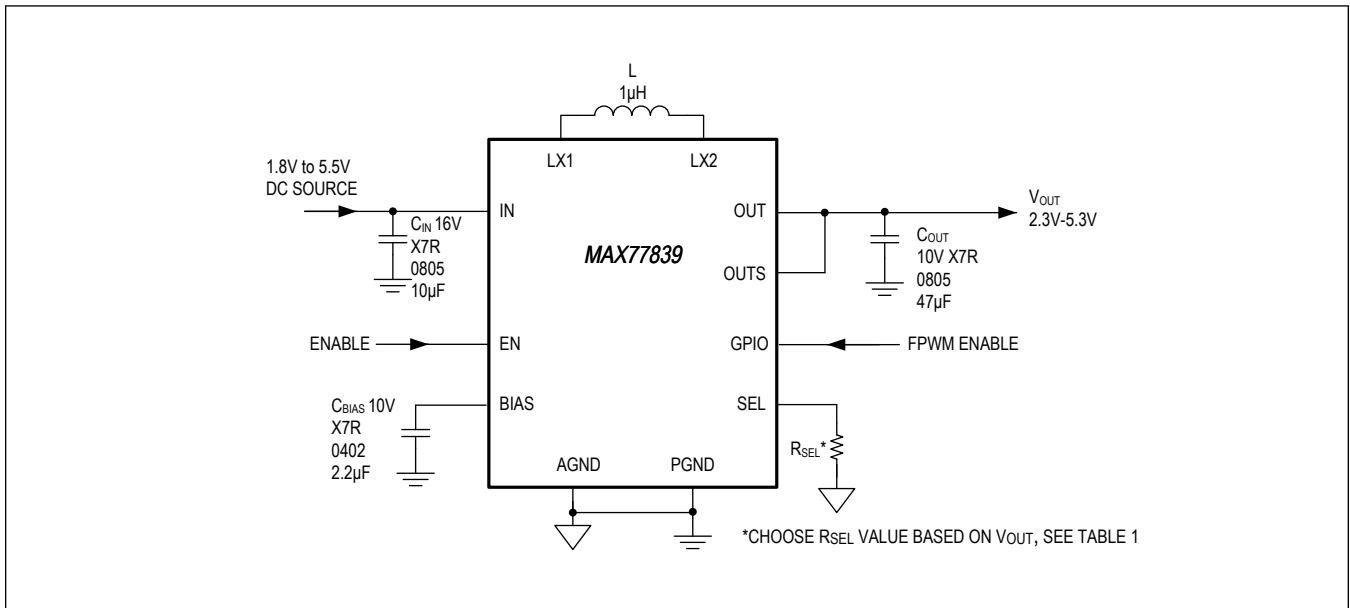 L
1µH
LX1
LX2
1.8V to 5.5V
DC SOURCE
IN
OUT
VOUT
2.3V-5.3V
CIN 16V
X7R
0805
10µF
MAX77839
COUT
10V X7R
0805
47µF
OUTS
ENABLE
EN
GPIO
FPWM ENABLE
CBIAS 10V
X7R
0402
2.2µF
BIAS
SEL
RSEL*
AGND
PGND
*CHOOSE RSEL VALUE BASED ON VOUT, SEE TABLE 1